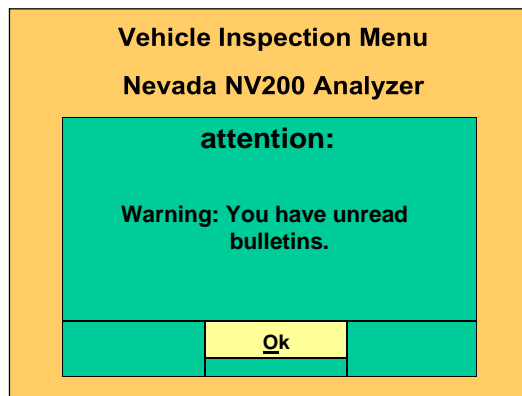 Vehicle Inspection Menu
Nevada NV200 Analyzer
attention:
Warning: You have unread
bulletins.
Ok